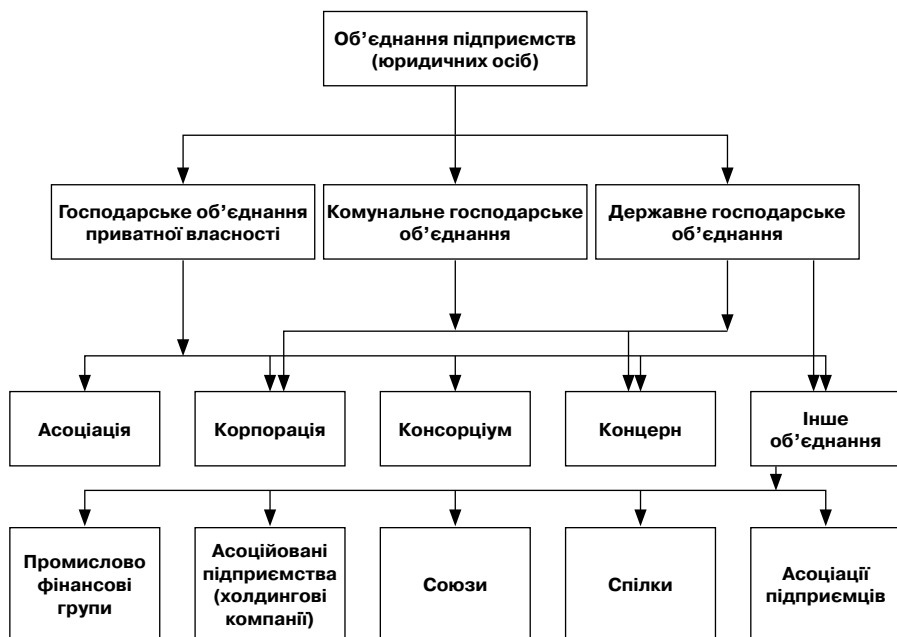 Об’єднання підприємств
(юридичних осіб)
Господарське об’єднання
приватної власності
Комунальне господарське
об’єднання
Державне господарське
об’єднання
Асоціація
Корпорація
Консорціум
Концерн
Інше
об’єднання
Промислово
фінансові
групи
Асоційовані
підприємства
(холдингові
компанії)
Союзи
Спілки
Асоціації
підприємців